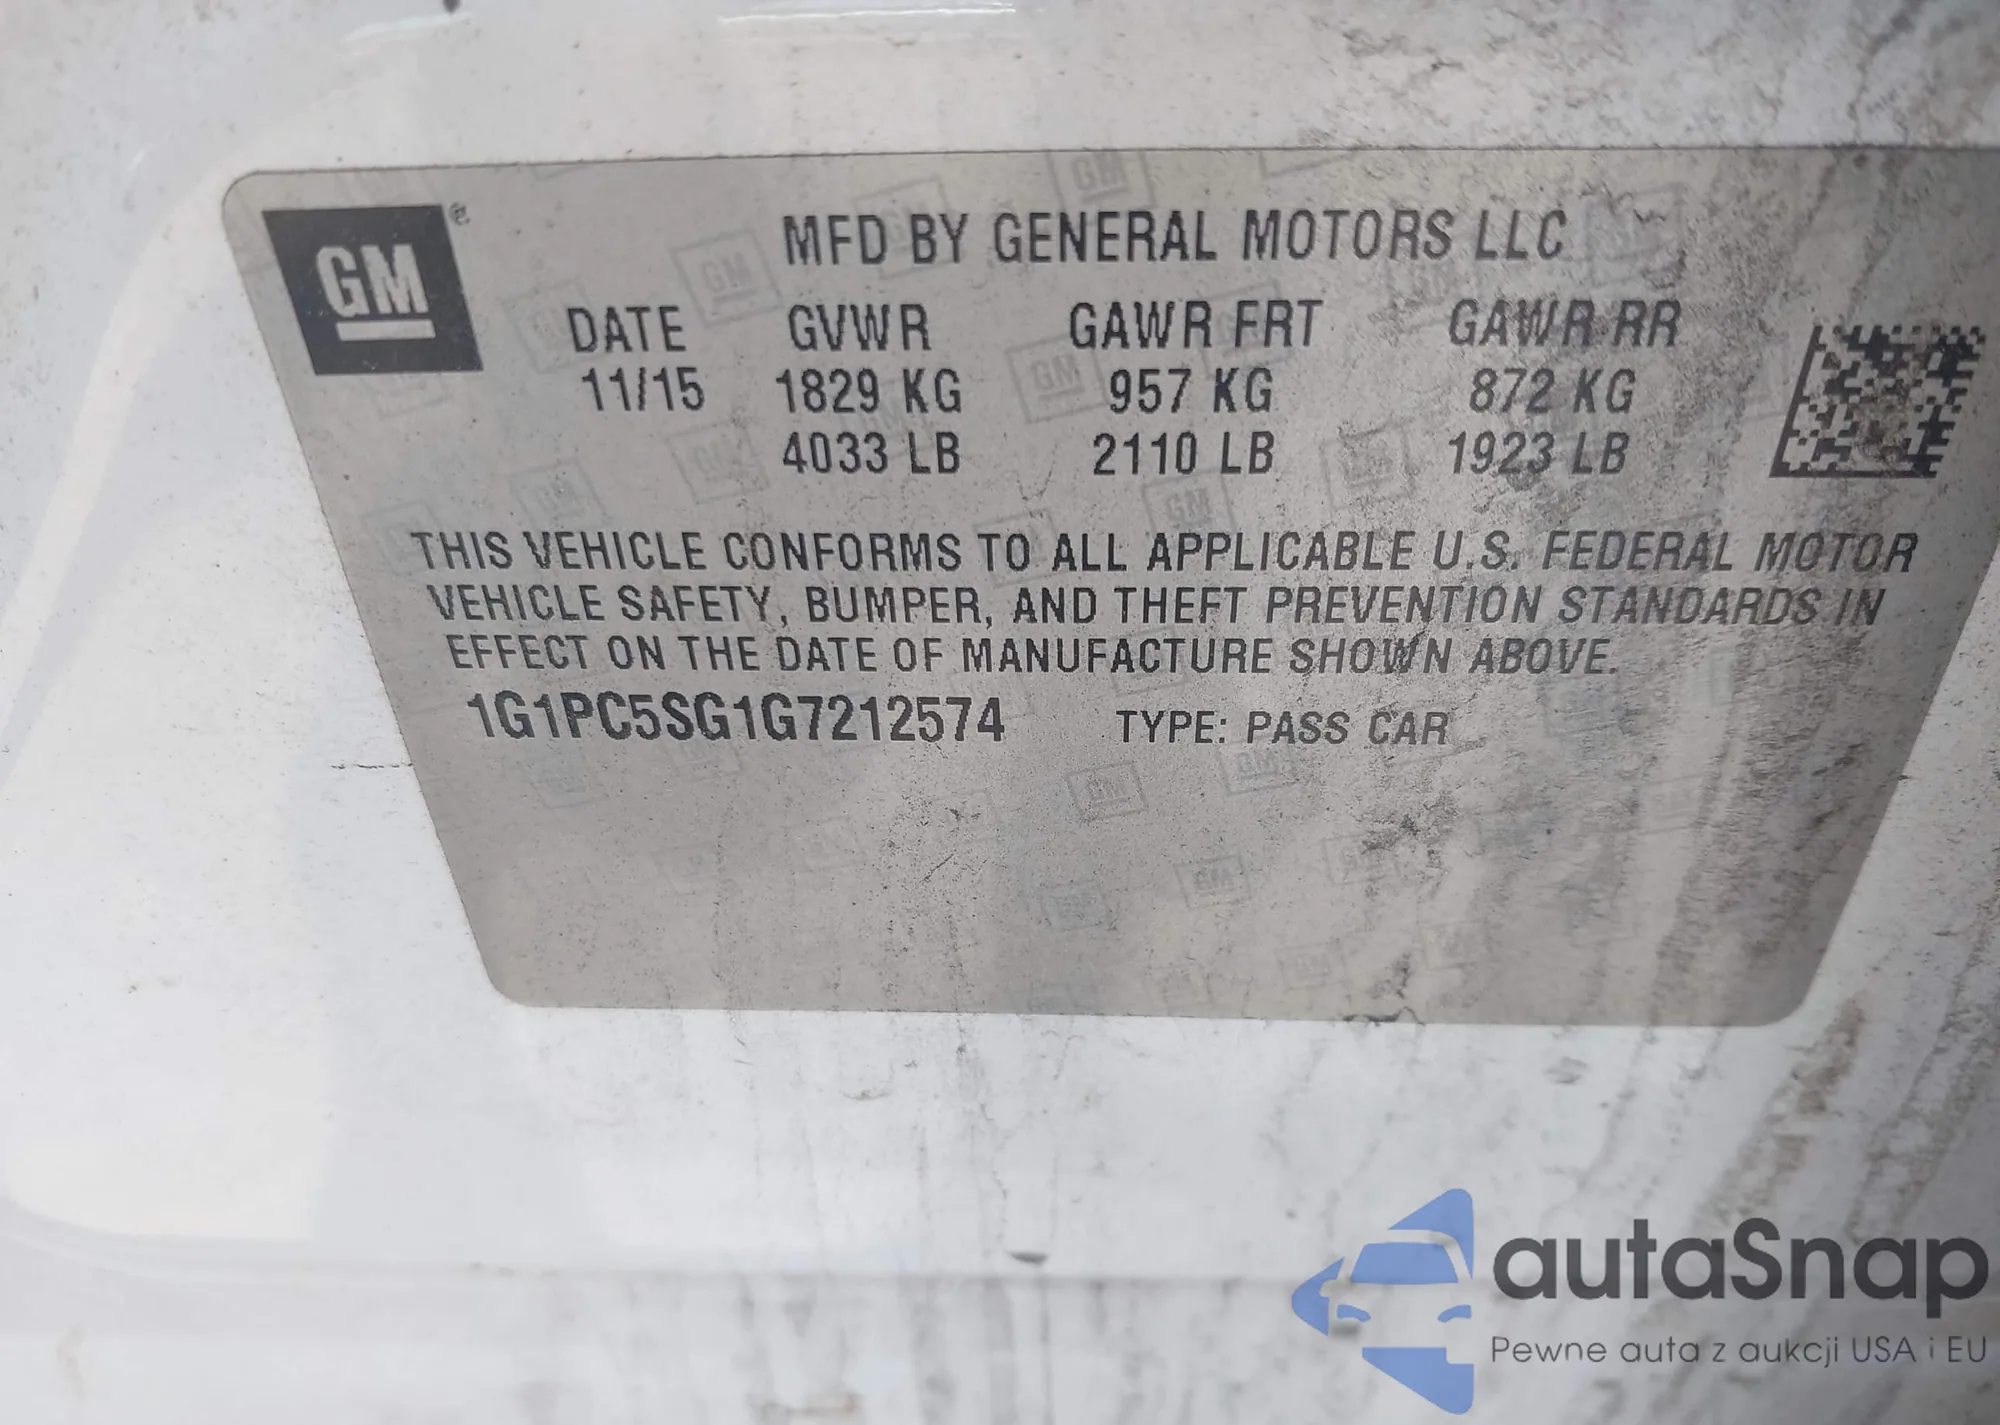 GM
MFD BY GENERAL MOTORS LLC
DATE GVWR GAWR FRT GAWR RR
11/15 1829 KG 957 KG 872 KG
4033 LB 2110 LB 1923 LB
THIS VEHICLE CONFORMS TO ALL APPLICABLE U.S. FEDERAL MOTOR
VEHICLE SAFETY, BUMPER, AND THEFT PREVENTION STANDARDS IN
EFFECT ON THE DATE OF MANUFACTURE SHOWN ABOVE.
1G1PC5SG1G7212574 TYPE: PASS CAR
autaSnap
Pewne auta z aukcji USA i EU